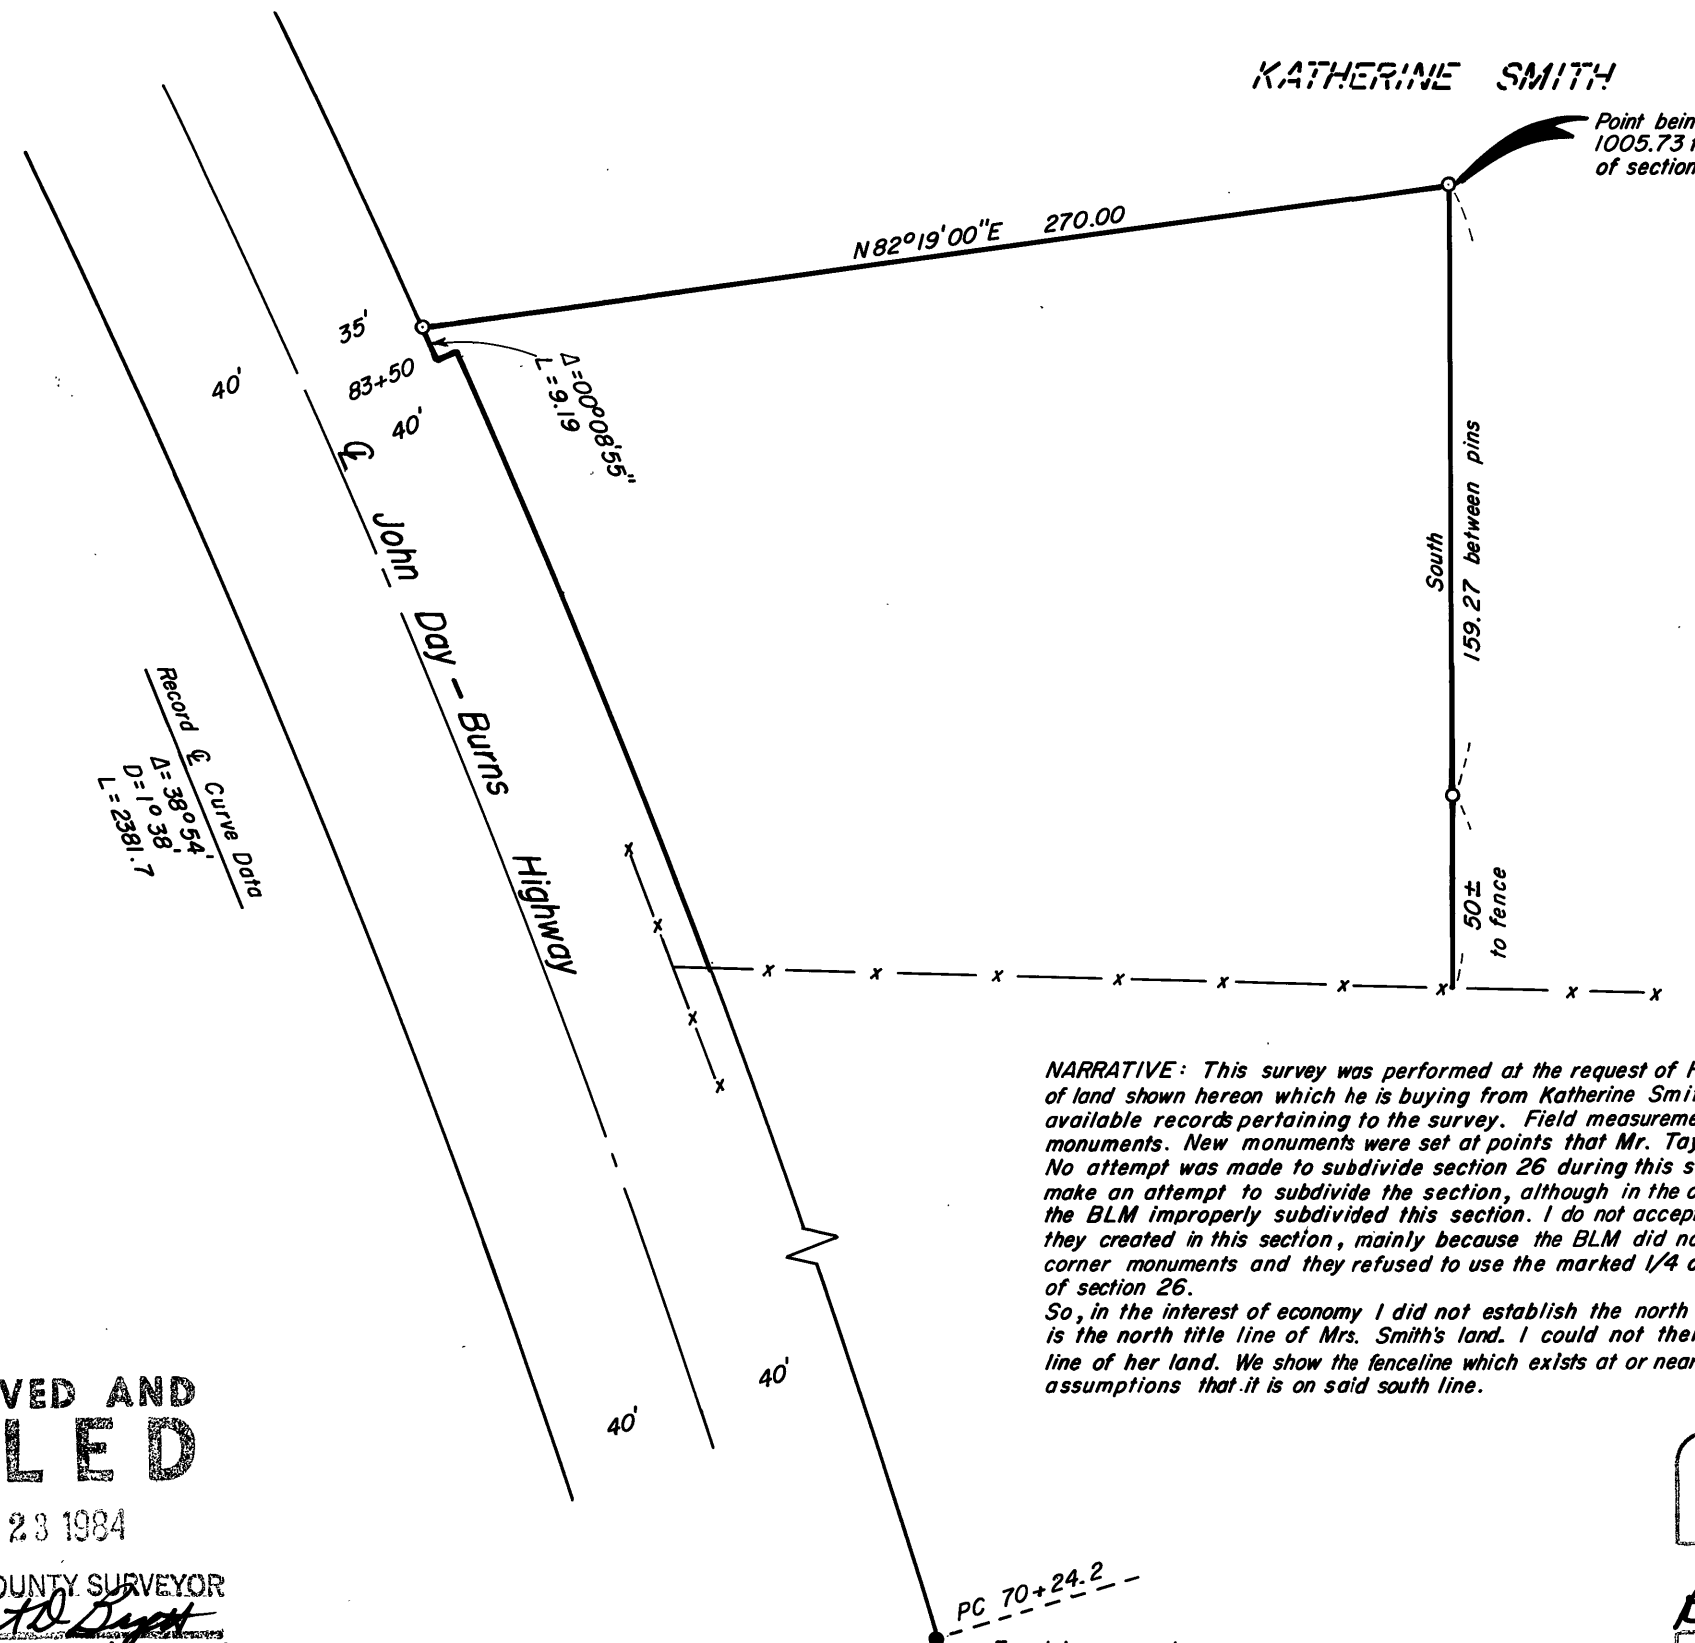 KATHERINE SMITH
Point bein
1005.73
of section
N82°19'00"E 270.00
35'
40'
83+50
40'
Δ=00°08'55"
L=9.19
℄ John Day - Burns Highway
South
159.27 between pins
50±
to fence
Record ℄ Curve Data
Δ=38°54'
D=1°38'
L=2381.7
NARRATIVE: This survey was performed at the request of
of land shown hereon which he is buying from Katherine Smi
available records pertaining to the survey. Field measureme
monuments. New monuments were set at points that Mr. Tay
No attempt was made to subdivide section 26 during this s
make an attempt to subdivide the section, although in the
the BLM improperly subdivided this section. I do not accep
they created in this section, mainly because the BLM did no
corner monuments and they refused to use the marked 1/4
of section 26.
So, in the interest of economy I did not establish the north
is the north title line of Mrs. Smith's land. I could not the
line of her land. We show the fenceline which exists at or near
assumptions that it is on said south line.
40'
40'
VED AND
LED
23 1984
OUNTY SURVEYOR
PC 70+24.2